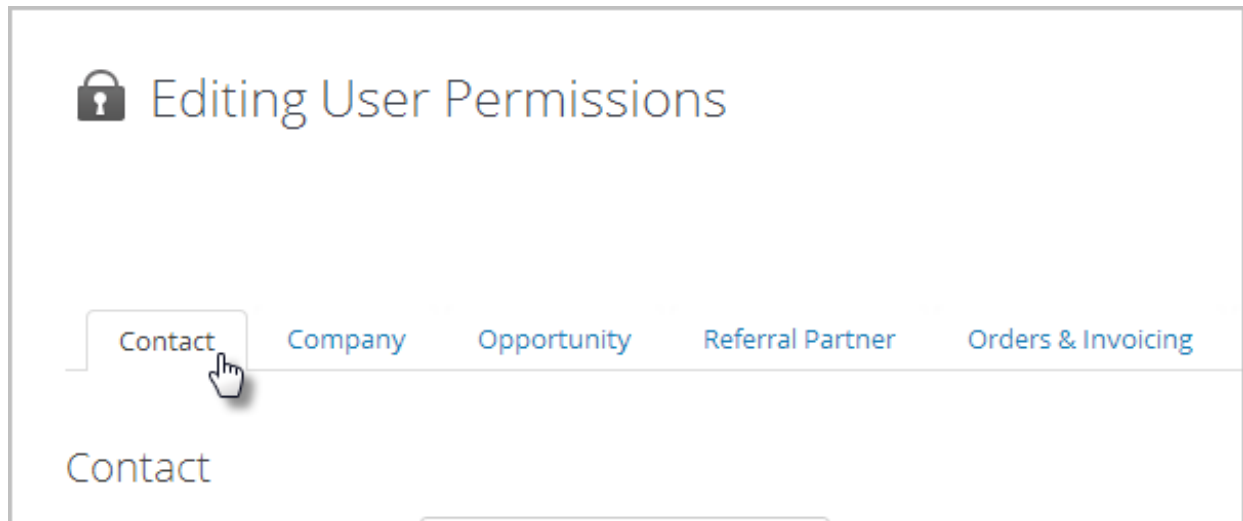 Editing User Permissions
Contact Company Opportunity Referral Partner Orders & Invoicing
Contact